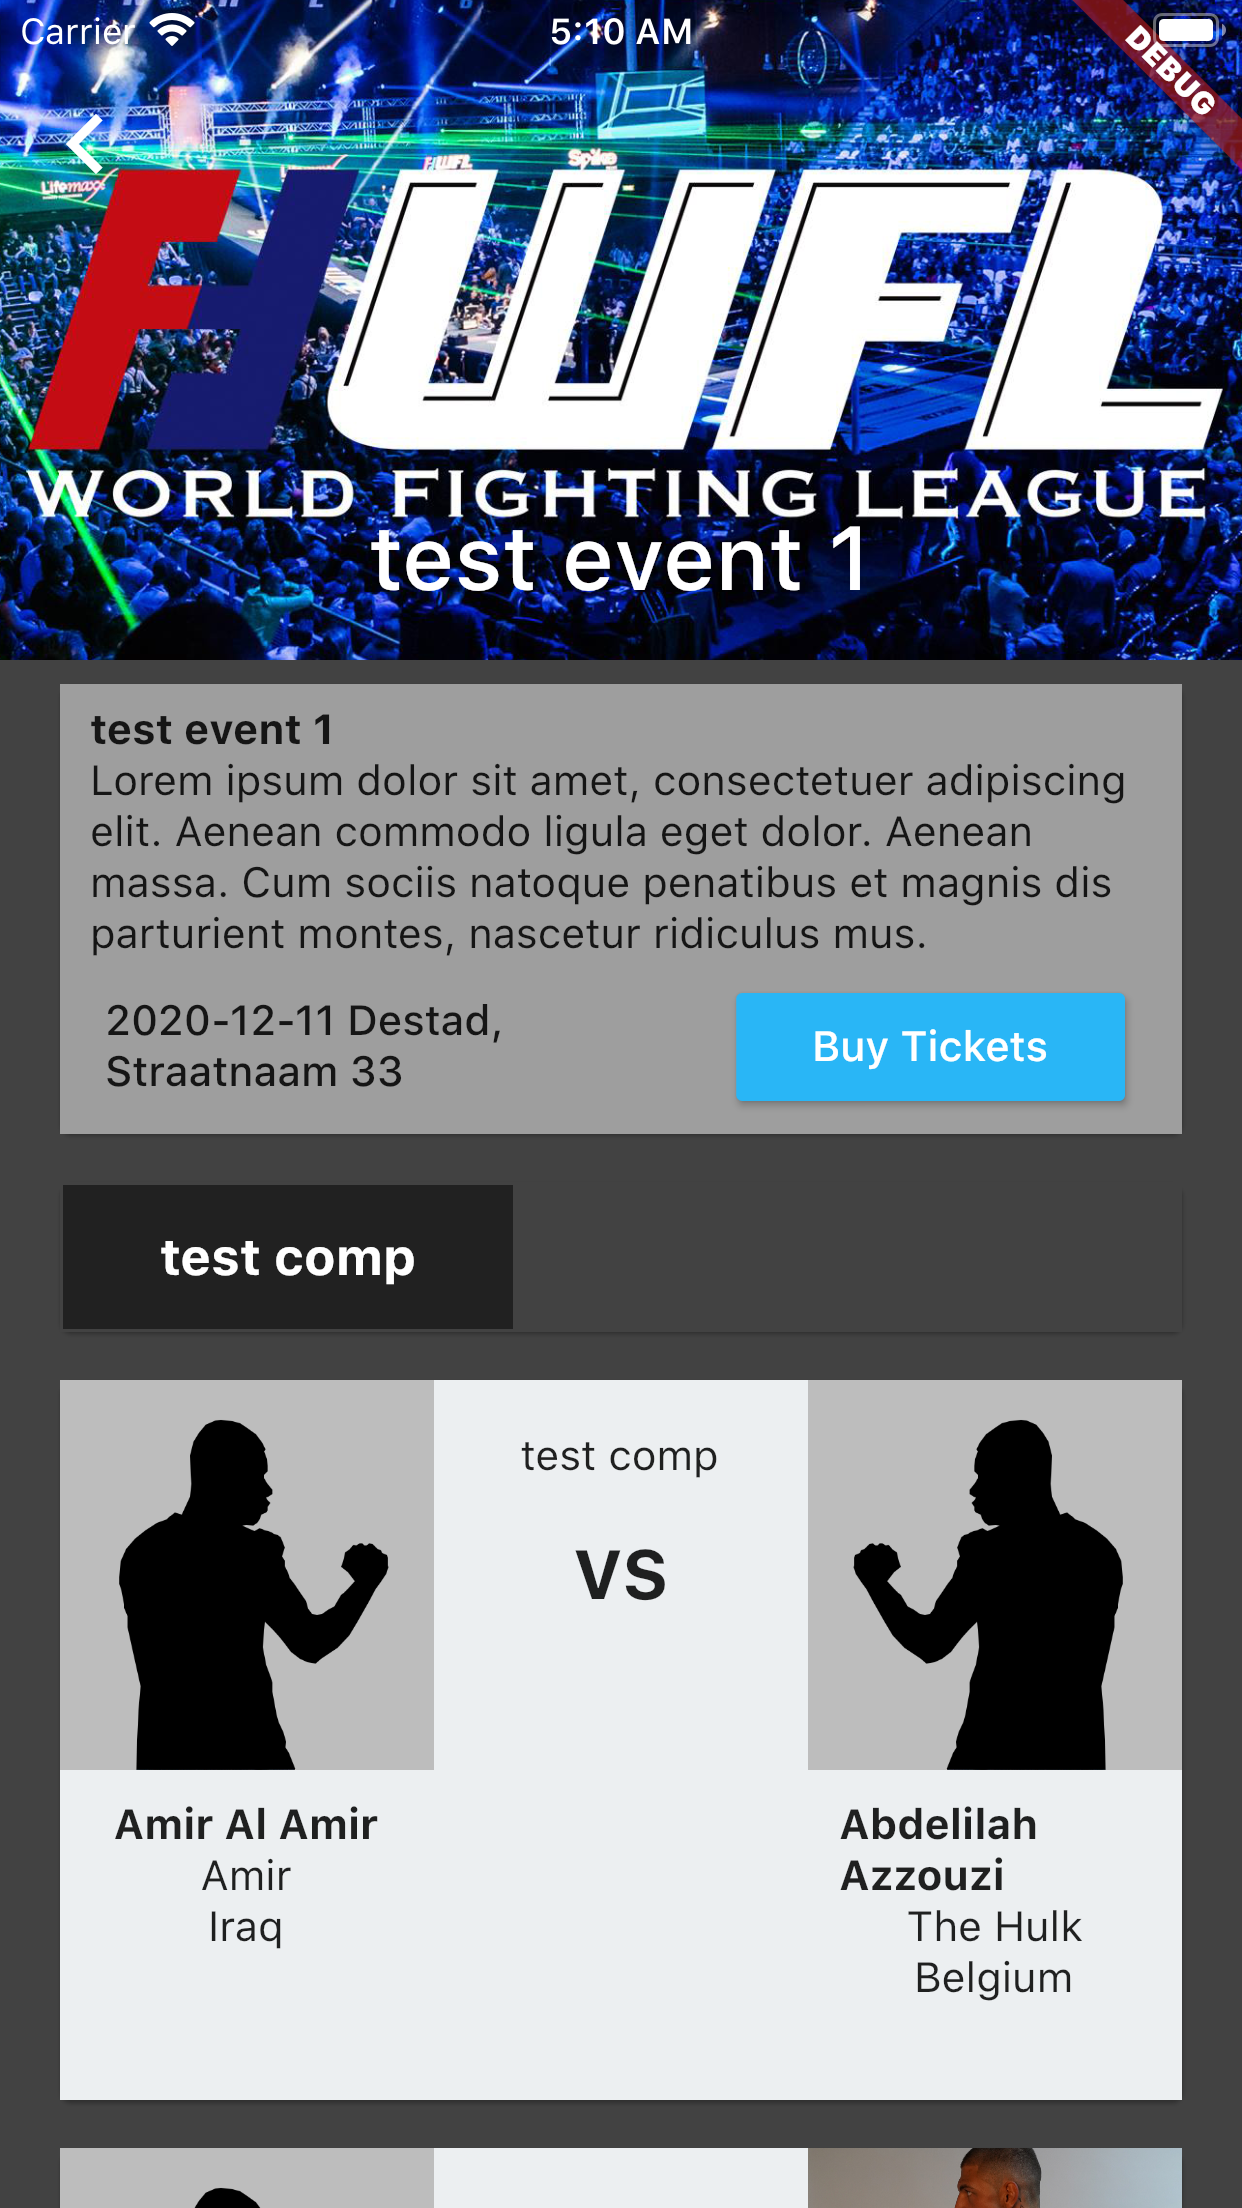 Carrier
5:10 AM
DEBUG
Lifemaxx
WFL
Spike
WFL
WORLD FIGHTING LEAGUE
test event 1
test event 1
Lorem ipsum dolor sit amet, consectetuer adipiscing
elit. Aenean commodo ligula eget dolor. Aenean
massa. Cum sociis natoque penatibus et magnis dis
parturient montes, nascetur ridiculus mus.
2020-12-11 Destad,
Straatnaam 33
Buy Tickets
test comp
test comp
VS
Amir Al Amir
Amir
Iraq
Abdelilah
Azzouzi
The Hulk
Belgium